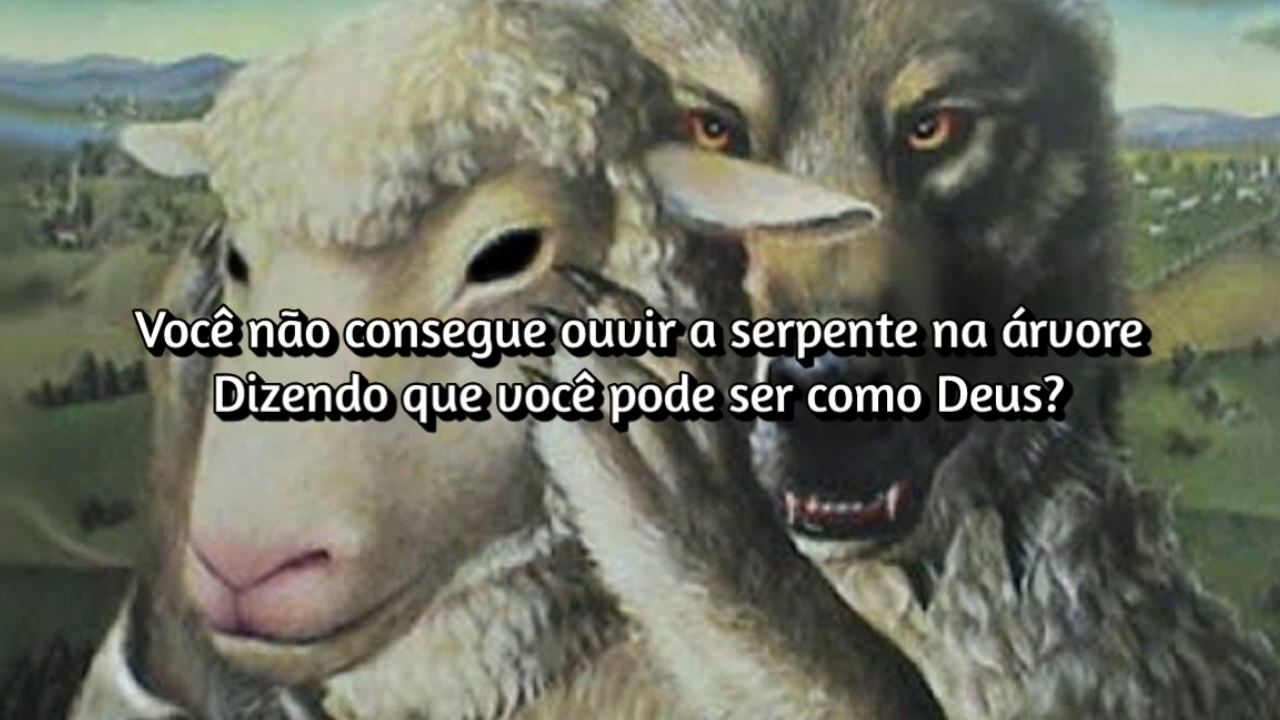 Você não consegue ouvir a serpente na árvore
Dizendo que você pode ser como Deus?